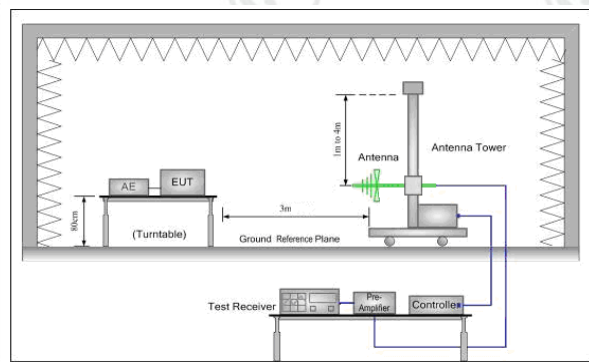 1m to 4m
Antenna
Antenna Tower
AE
EUT
80cm
(Turntable)
3m
Ground Reference Plane
Test Receiver
Pre-
Amplifier
Controller